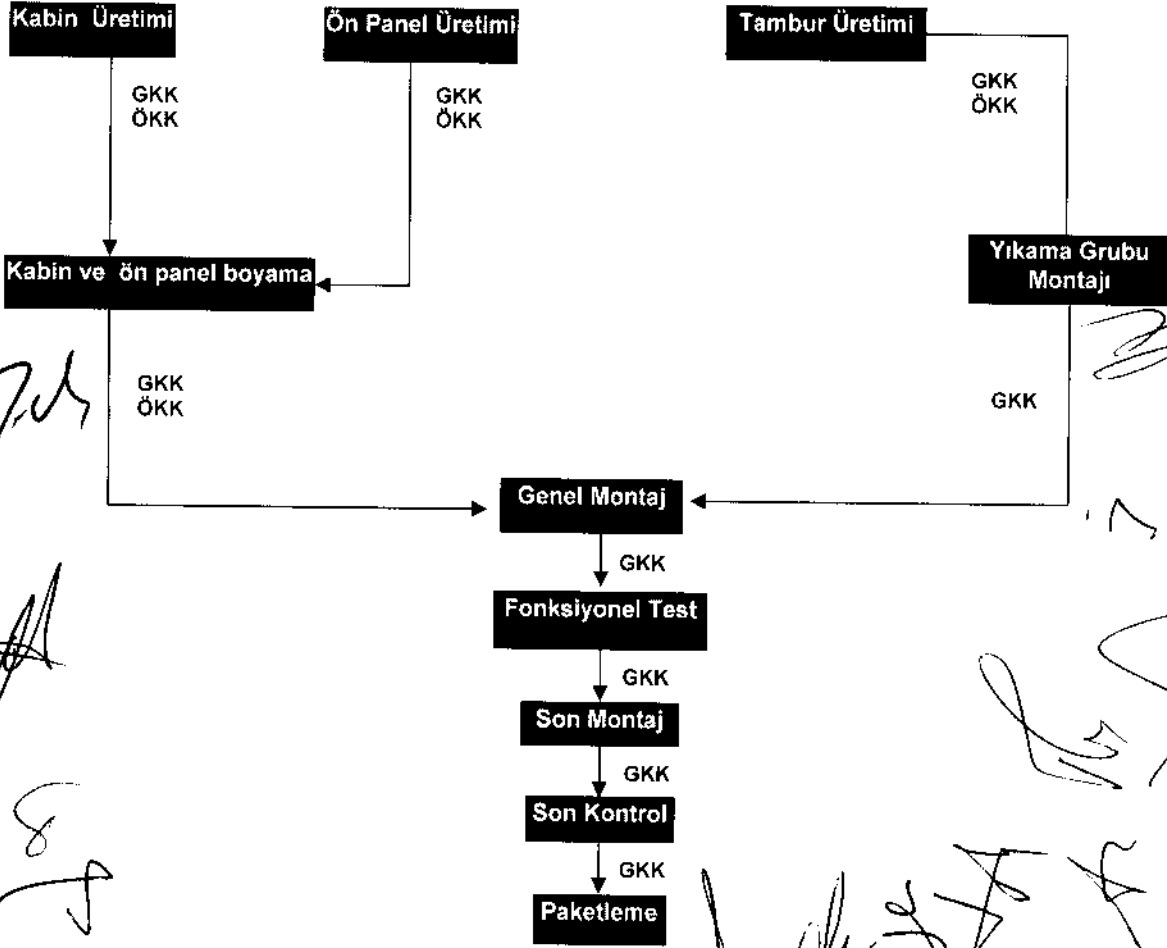 Kabin Üretimi
Ön Panel Üretimi
Tambur Üretimi
GKK
ÖKK
GKK
ÖKK
GKK
ÖKK
Kabin ve ön panel boyama
Yıkama Grubu
Montajı
GKK
ÖKK
GKK
Genel Montaj
GKK
Fonksiyonel Test
GKK
Son Montaj
GKK
Son Kontrol
GKK
Paketleme